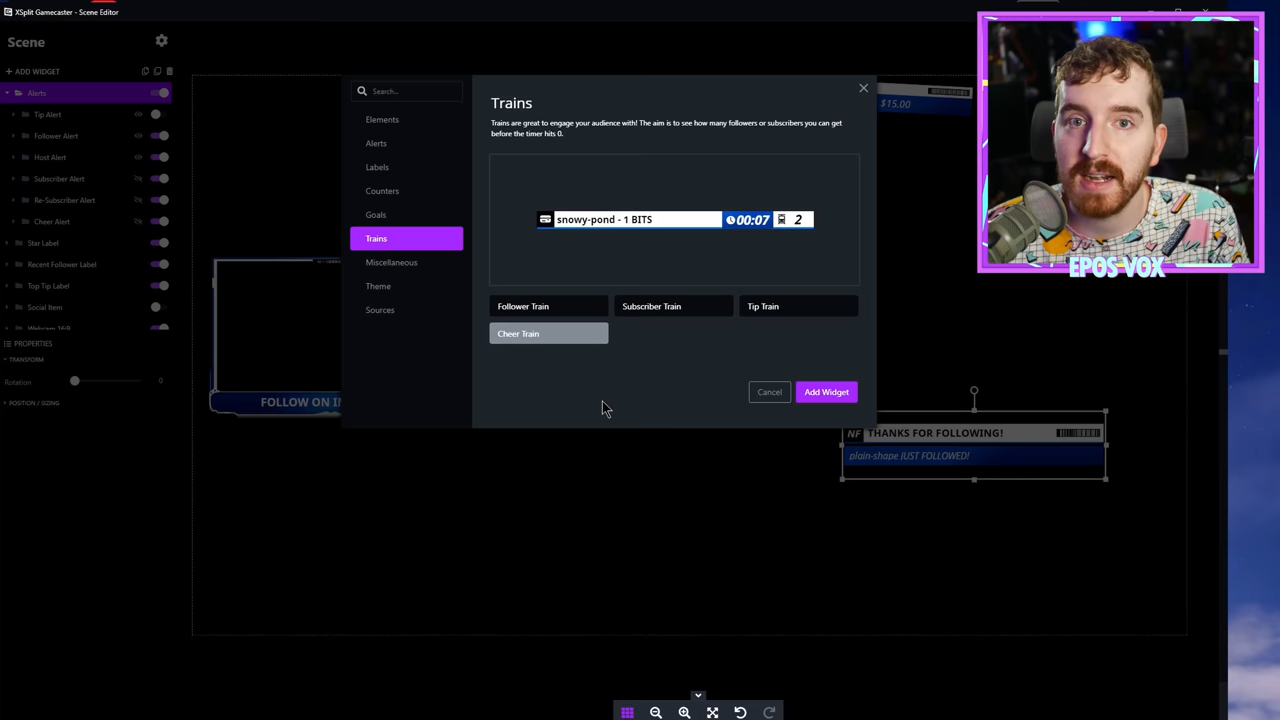 XSplit Gamecaster - Scene Editor
Scene
ADD WIDGET
Alerts
Tip Alert
Follower Alert
Host Alert
Subscriber Alert
Re-Subscriber Alert
Cheer Alert
Star Label
Recent Follower Label
Top Tip Label
Social Item
Webcam 16:9
PROPERTIES
TRANSFORM
Rotation
0
POSITION / SIZING
FOLLOW ON
Search...
Elements
Alerts
Labels
Counters
Goals
Trains
Miscellaneous
Theme
Sources
Trains
Trains are great to engage your audience with! The aim is to see how many followers or subscribers you can get
before the timer hits 0.
snowy-pond - 1 BITS
00:07
2
Follower Train
Subscriber Train
Tip Train
Cheer Train
Cancel
Add Widget
$15.00
NF THANKS FOR FOLLOWING!
plain-shape JUST FOLLOWED!
EPOS VOX